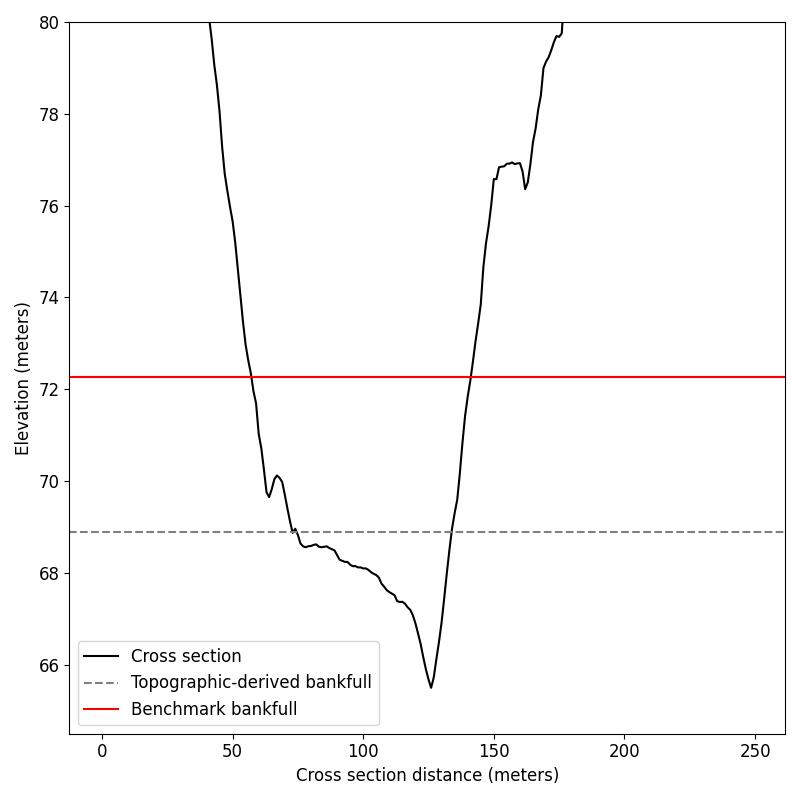 80
78
76
74
72
70
68
66
Elevation (meters)
Cross section
Topographic-derived bankfull
Benchmark bankfull
0 50 100 150 200 250
Cross section distance (meters)